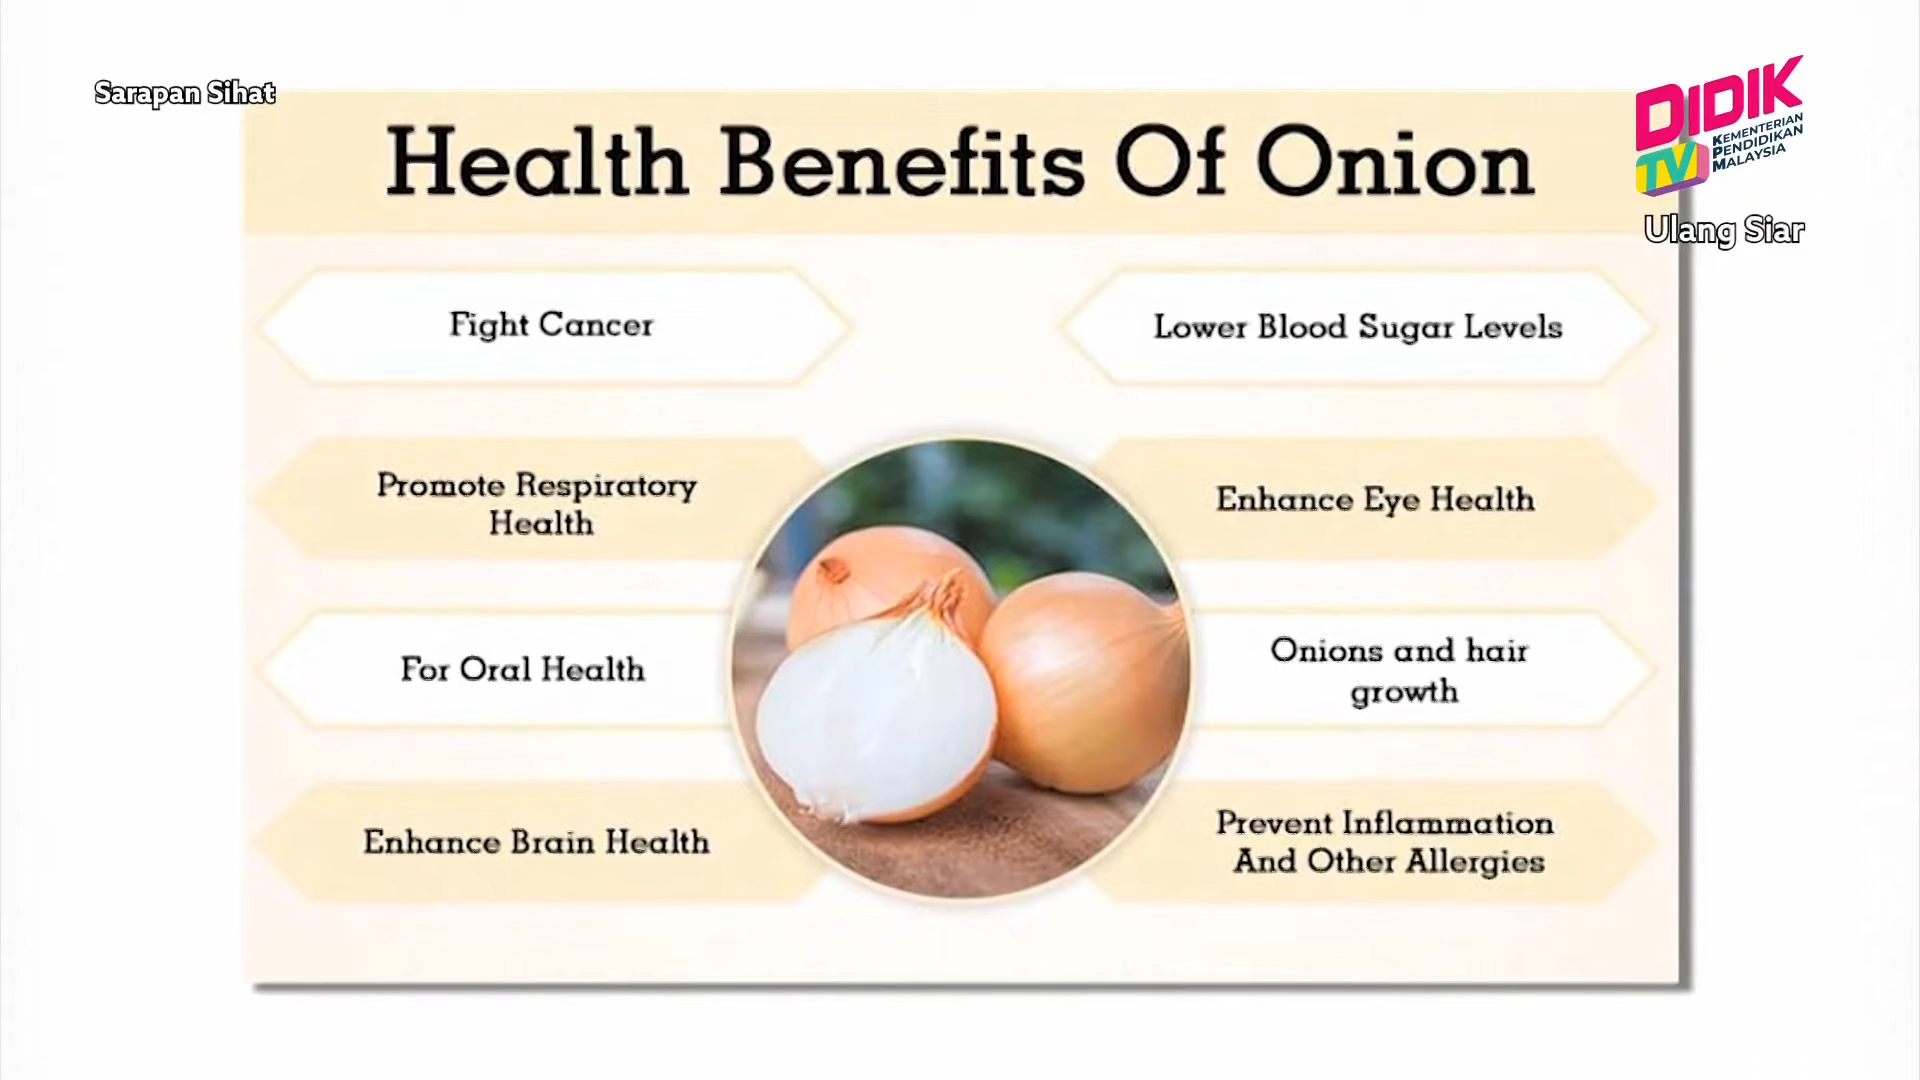 Sarapan Sihat
DIDIK
TV
KEMENTERIAN
PENDIDIKAN
MALAYSIA
Ulang Siar
Health Benefits Of Onion
Fight Cancer
Lower Blood Sugar Levels
Promote Respiratory
Health
Enhance Eye Health
For Oral Health
Onions and hair
growth
Enhance Brain Health
Prevent Inflammation
And Other Allergies